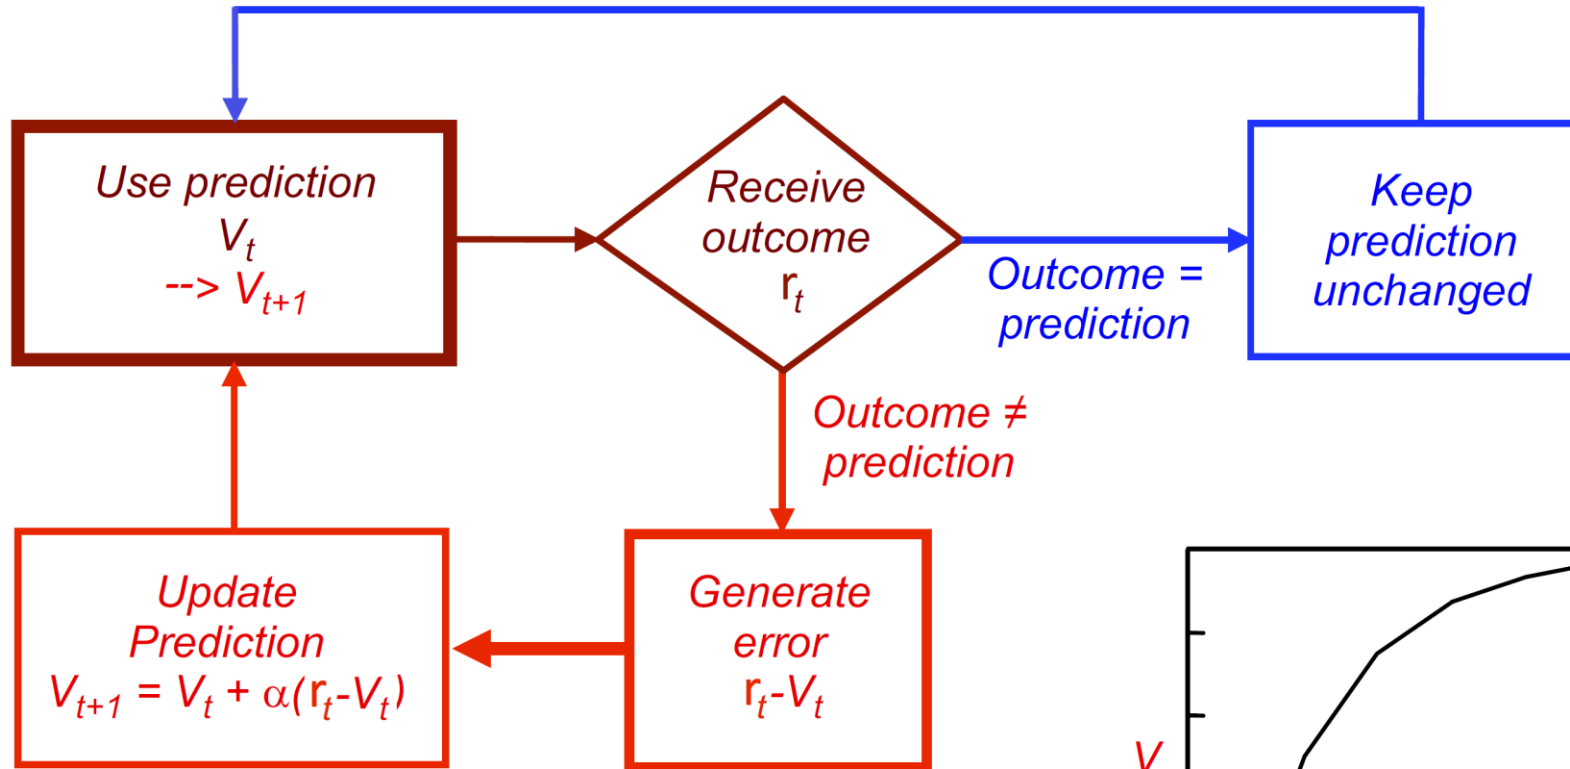 Use prediction
Vₜ
--> Vₜ₊₁
Receive
outcome
rₜ
Outcome =
prediction
Keep
prediction
unchanged
Outcome ≠
prediction
Update
Prediction
Vₜ₊₁ = Vₜ + α(rₜ-Vₜ)
Generate
error
rₜ-Vₜ
V